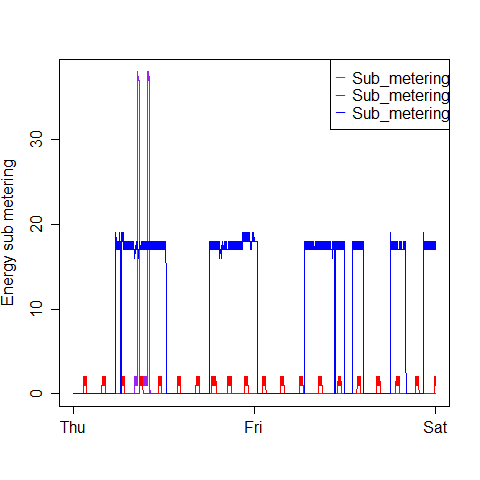 Energy sub metering
0
10
20
30
Sub_metering
Sub_metering
Sub_metering
Thu
Fri
Sat